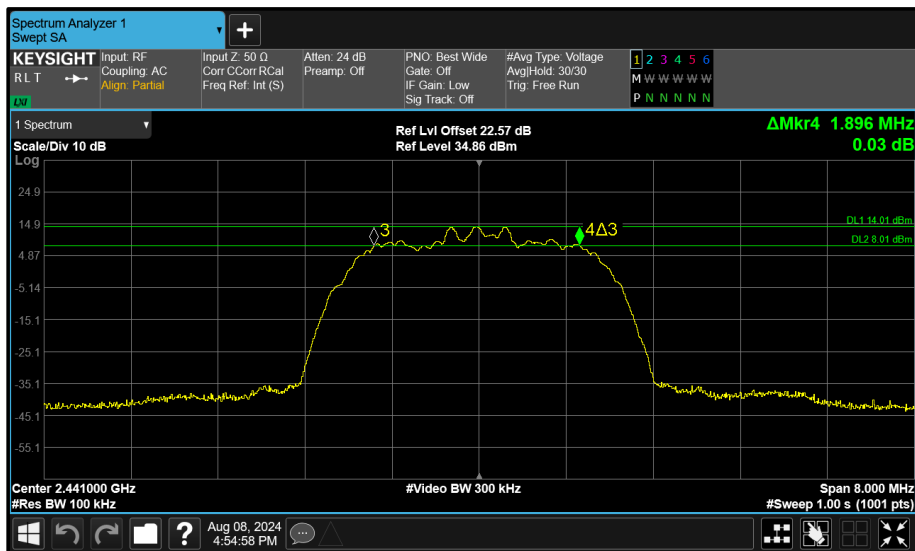 Spectrum Analyzer 1
Swept SA
+
KEYSIGHT
R L T
LXI
Input: RF
Coupling: AC
Align: Partial
Input Z: 50 Ω
Corr CCorr RCal
Freq Ref: Int (S)
Atten: 24 dB
Preamp: Off
PNO: Best Wide
Gate: Off
IF Gain: Low
Sig Track: Off
#Avg Type: Voltage
Avg|Hold: 30/30
Trig: Free Run
1 2 3 4 5 6
M W W W W W
P N N N N N
1 Spectrum
Scale/Div 10 dB
Log
Ref Lvl Offset 22.57 dB
Ref Level 34.86 dBm
ΔMkr4 1.896 MHz
0.03 dB
24.9
14.9
4.87
-5.14
-15.1
-25.1
-35.1
-45.1
-55.1
3
4Δ3
DL1 14.01 dBm
DL2 8.01 dBm
Center 2.441000 GHz
#Res BW 100 kHz
#Video BW 300 kHz
Span 8.000 MHz
#Sweep 1.00 s (1001 pts)
?
Aug 08, 2024
4:54:58 PM